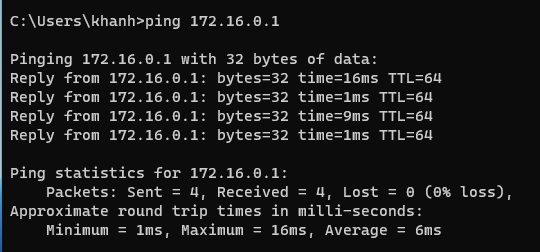 C:\Users\khanh>ping 172.16.0.1
Pinging 172.16.0.1 with 32 bytes of data:
Reply from 172.16.0.1: bytes=32 time=16ms TTL=64
Reply from 172.16.0.1: bytes=32 time=1ms TTL=64
Reply from 172.16.0.1: bytes=32 time=9ms TTL=64
Reply from 172.16.0.1: bytes=32 time=1ms TTL=64
Ping statistics for 172.16.0.1:
    Packets: Sent = 4, Received = 4, Lost = 0 (0% loss),
Approximate round trip times in milli-seconds:
    Minimum = 1ms, Maximum = 16ms, Average = 6ms